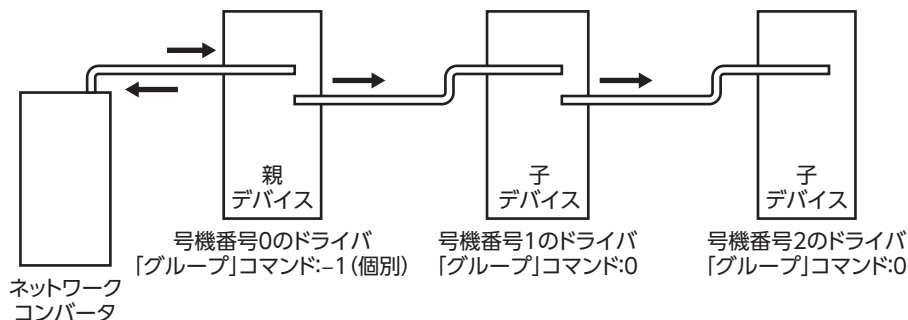 親
デバイス
子
デバイス
子
デバイス
号機番号0のドライバ
「グループ」コマンド:–1（個別）
号機番号1のドライバ
「グループ」コマンド:0
号機番号2のドライバ
「グループ」コマンド:0
ネットワーク
コンバータ